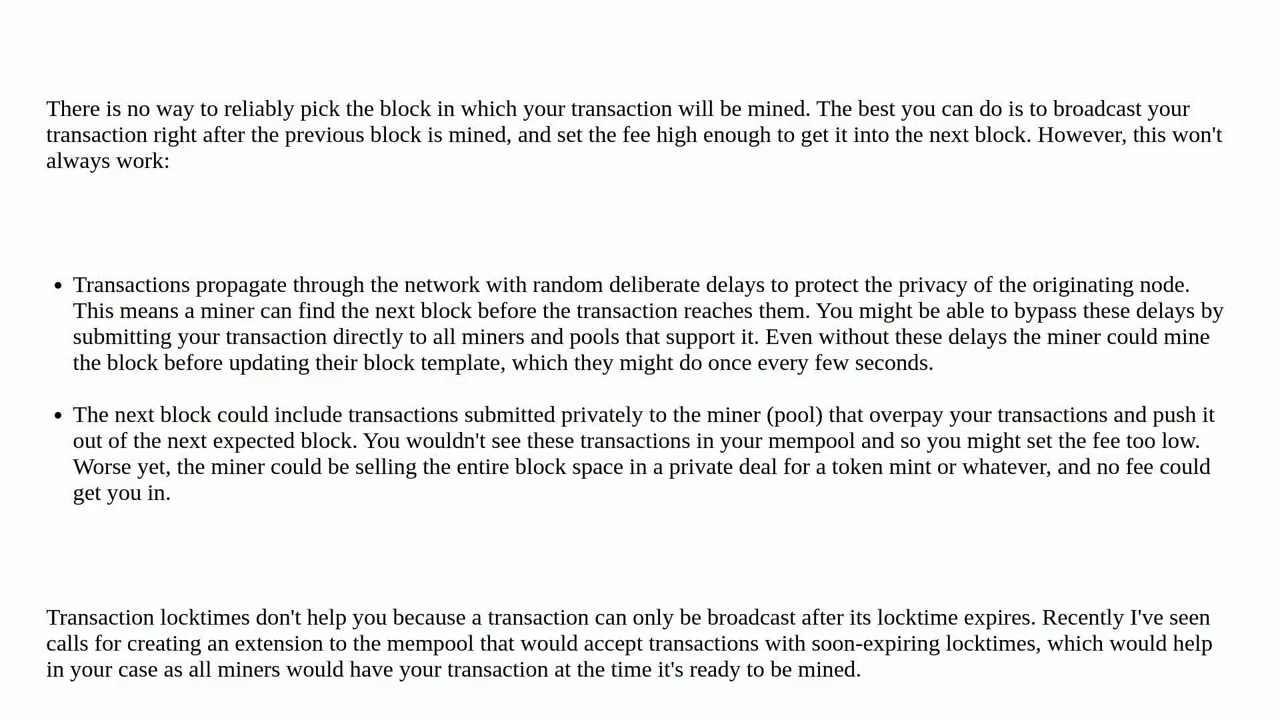 There is no way to reliably pick the block in which your transaction will be mined. The best you can do is to broadcast your
transaction right after the previous block is mined, and set the fee high enough to get it into the next block. However, this won't
always work:
• Transactions propagate through the network with random deliberate delays to protect the privacy of the originating node.
This means a miner can find the next block before the transaction reaches them. You might be able to bypass these delays by
submitting your transaction directly to all miners and pools that support it. Even without these delays the miner could mine
the block before updating their block template, which they might do once every few seconds.
• The next block could include transactions submitted privately to the miner (pool) that overpay your transactions and push it
out of the next expected block. You wouldn't see these transactions in your mempool and so you might set the fee too low.
Worse yet, the miner could be selling the entire block space in a private deal for a token mint or whatever, and no fee could
get you in.
Transaction locktimes don't help you because a transaction can only be broadcast after its locktime expires. Recently I've seen
calls for creating an extension to the mempool that would accept transactions with soon-expiring locktimes, which would help
in your case as all miners would have your transaction at the time it's ready to be mined.